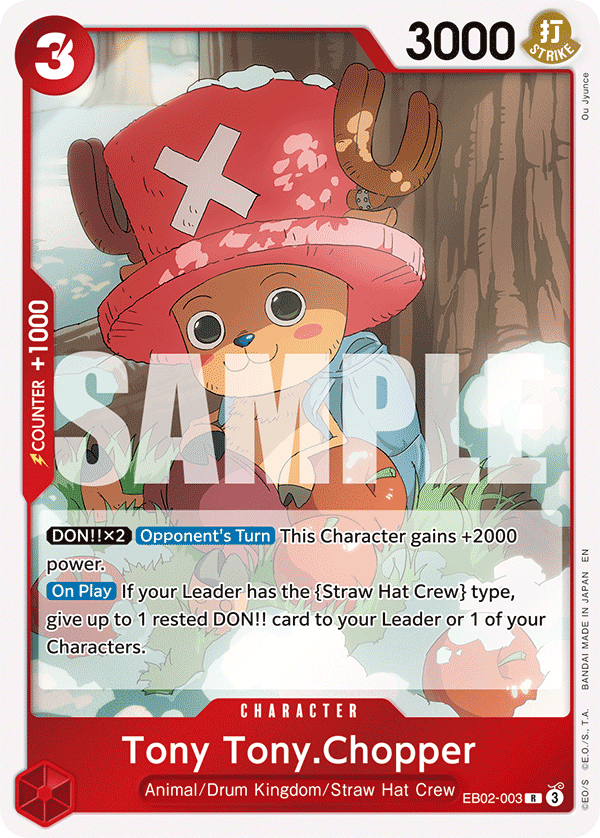 3
3000
打
STRIKE
Ou Jyunce
COUNTER +1000
SAMPLE
DON!!×2 Opponent's Turn This Character gains +2000
power.
On Play If your Leader has the {Straw Hat Crew} type,
give up to 1 rested DON!! card to your Leader or 1 of your
Characters.
©E/S ©E.O./S., T.A. BANDAI MADE IN JAPAN EN
CHARACTER
Tony Tony.Chopper
Animal/Drum Kingdom/Straw Hat Crew
EB02-003 R 3